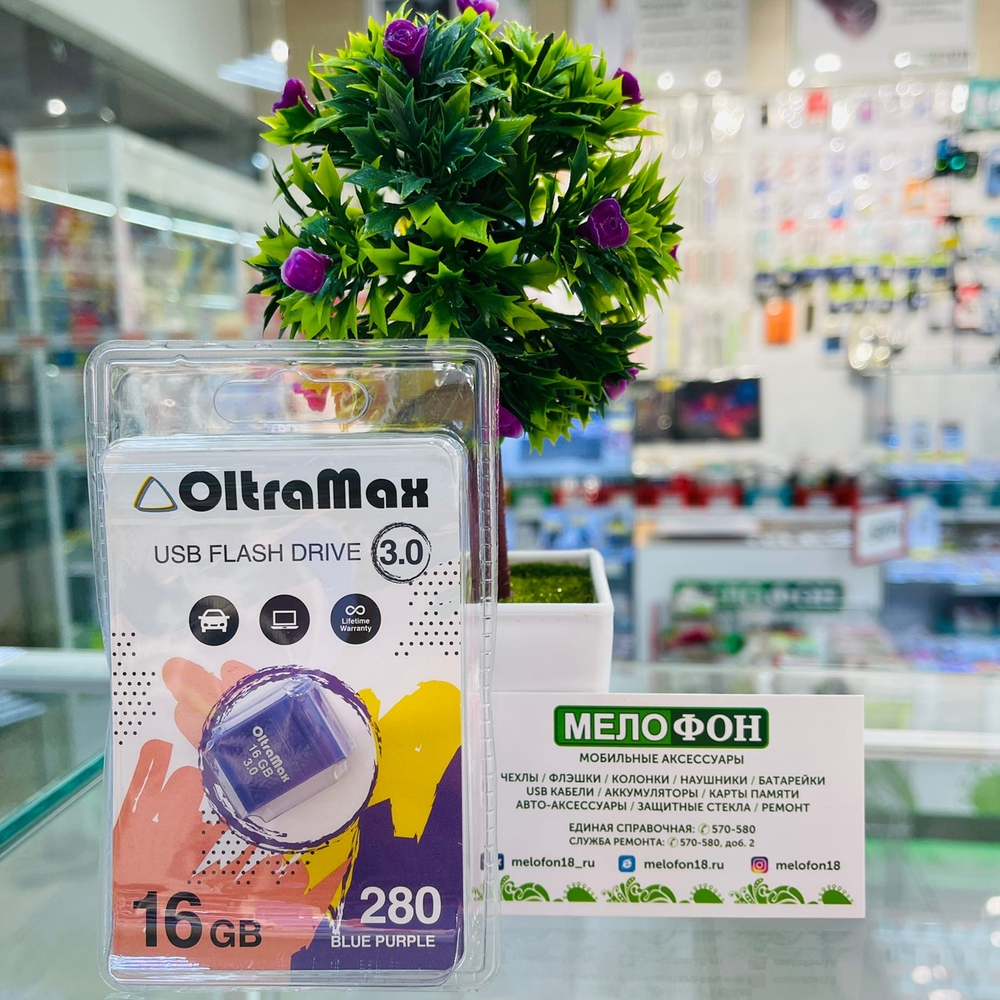 OltraMax
USB FLASH DRIVE 3.0
Lifetime
Warranty
OltraMax
16 GB
3.0
16 GB
280
BLUE PURPLE
МЕЛОФОН
МОБИЛЬНЫЕ АКСЕССУАРЫ
ЧЕХЛЫ / ФЛЭШКИ / КОЛОНКИ / НАУШНИКИ / БАТАРЕЙКИ
USB КАБЕЛИ / АККУМУЛЯТОРЫ / КАРТЫ ПАМЯТИ
АВТО-АКСЕССУАРЫ / ЗАЩИТНЫЕ СТЕКЛА / РЕМОНТ
ЕДИНАЯ СПРАВОЧНАЯ: 570-580
СЛУЖБА РЕМОНТА: 570-580, доб. 2
melofon18_ru melofon18.ru melofon18